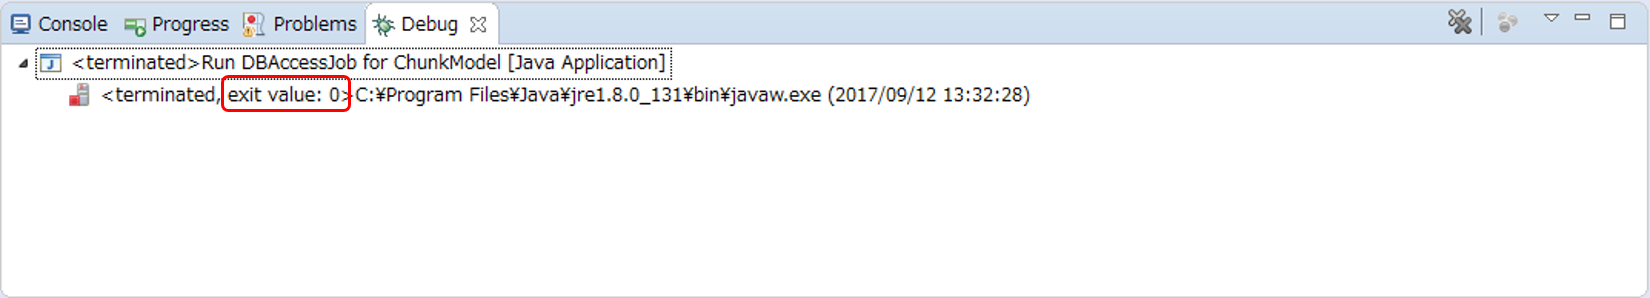 Console Progress Problems Debug
<terminated>Run DBAccessJob for ChunkModel [Java Application]
<terminated, exit value: 0>C:¥Program Files¥Java¥jre1.8.0_131¥bin¥javaw.exe (2017/09/12 13:32:28)